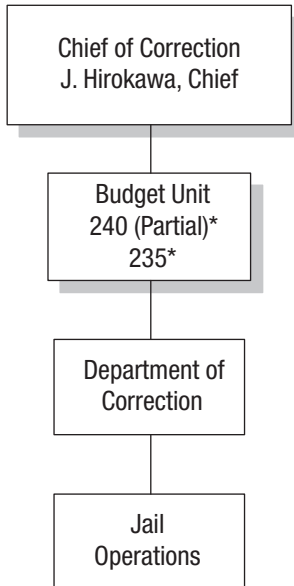 Chief of Correction
J. Hirokawa, Chief
Budget Unit
240 (Partial)*
235*
Department of
Correction
Jail
Operations